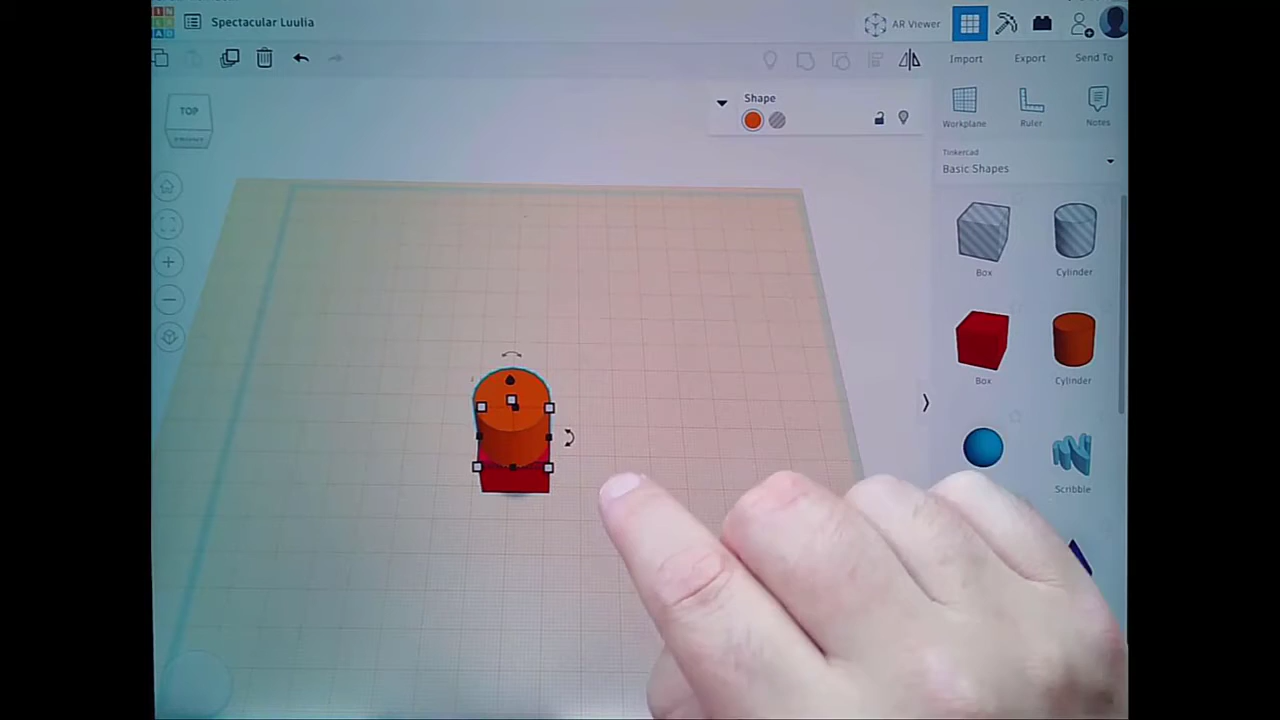 Spectacular Luulia
AR Viewer
Import
Export
Send To
Shape
TOP
Workplane
Ruler
Notes
Tinkercad
Basic Shapes
Box
Cylinder
Box
Cylinder
Scribble